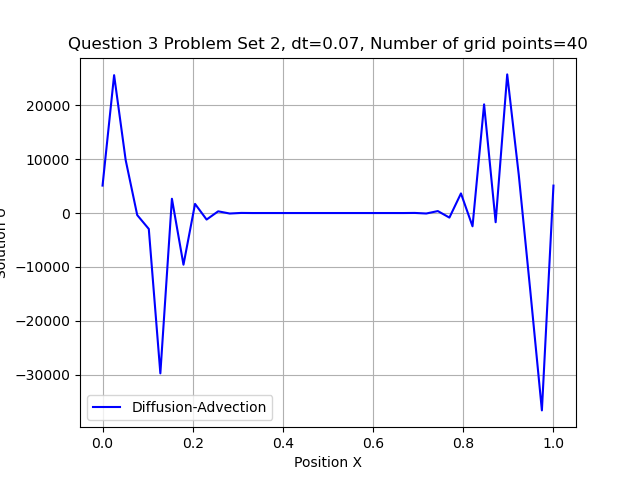 Question 3 Problem Set 2, dt=0.07, Number of grid points=40
20000
10000
0
−10000
−20000
−30000
Diffusion-Advection
0.0 0.2 0.4 0.6 0.8 1.0
Position X